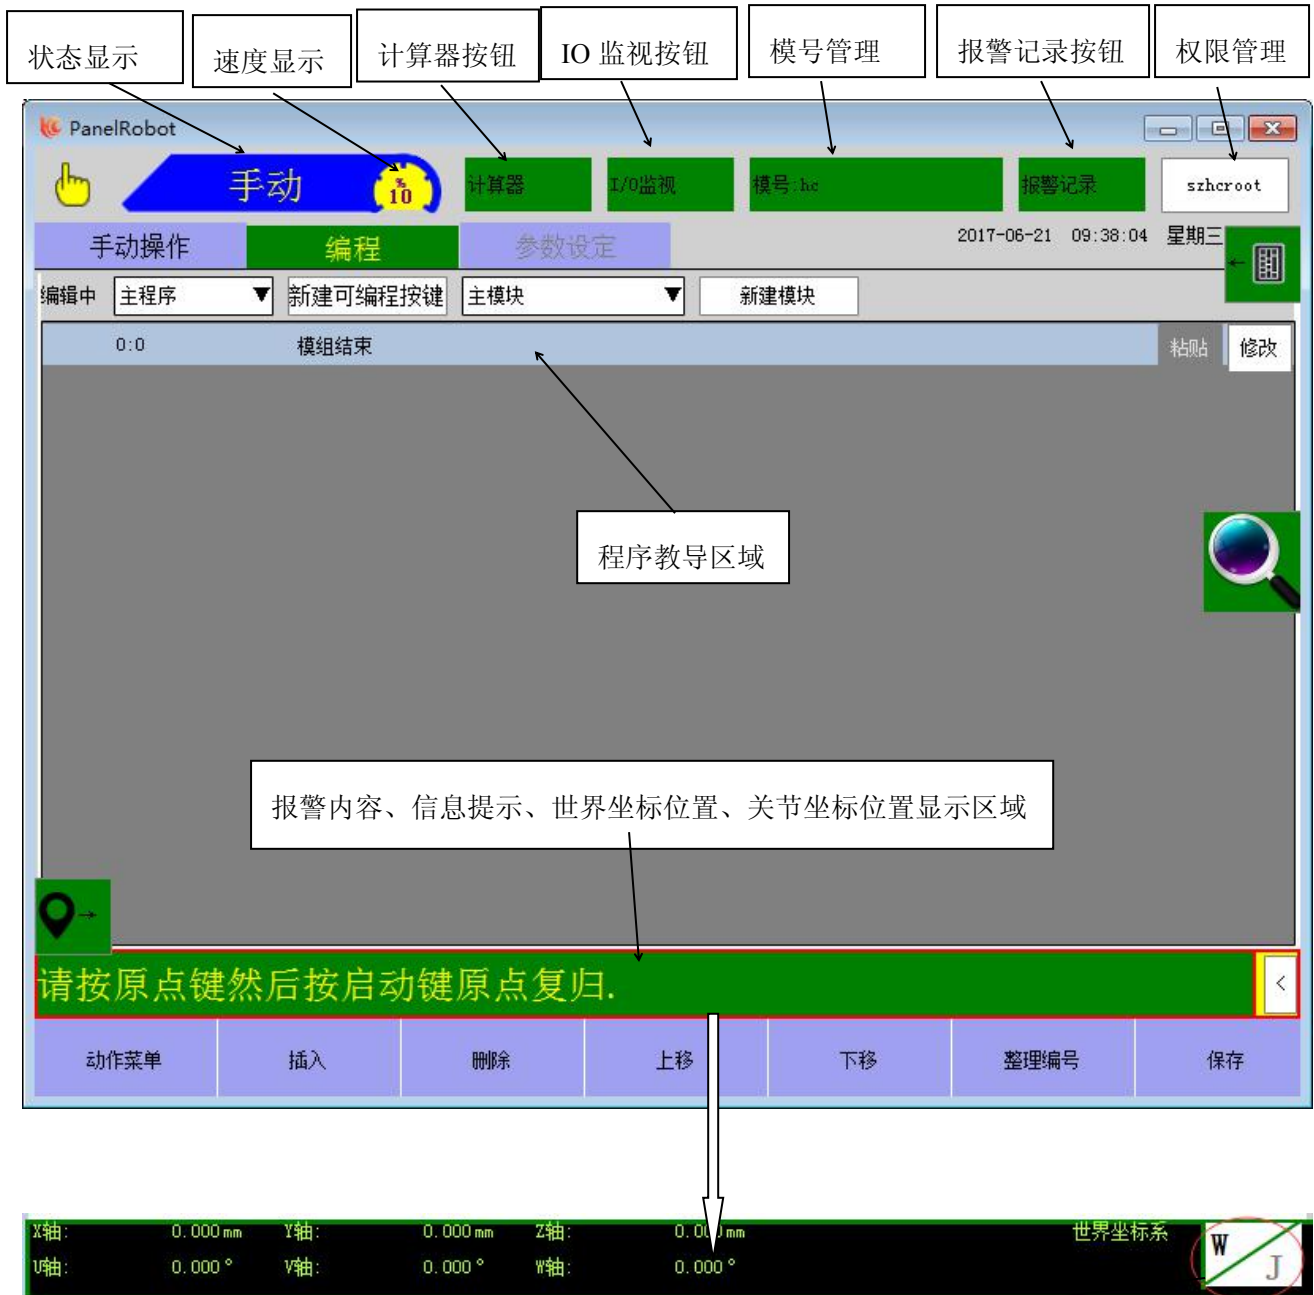 状态显示 速度显示 计算器按钮 IO 监视按钮 模号管理 报警记录按钮 权限管理
PanelRobot
手动 % 10 计算器 I/O监视 模号:hc 报警记录 szhcroot
手动操作 编程 参数设定 2017-06-21 09:38:04 星期三
编辑中 主程序 新建可编程按键 主模块 新建模块
0:0 模组结束 粘贴 修改
程序教导区域
报警内容、信息提示、世界坐标位置、关节坐标位置显示区域
请按原点键然后按启动键原点复归.
动作菜单 插入 删除 上移 下移 整理编号 保存
X轴: 0.000mm Y轴: 0.000mm Z轴: 0.000mm 世界坐标系 W
U轴: 0.000° V轴: 0.000° W轴: 0.000° J